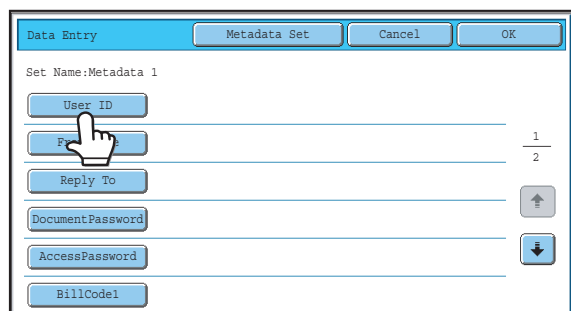 Data Entry Metadata Set Cancel OK
Set Name:Metadata 1
User ID
Reply To
1
2
DocumentPassword
AccessPassword
BillCode1